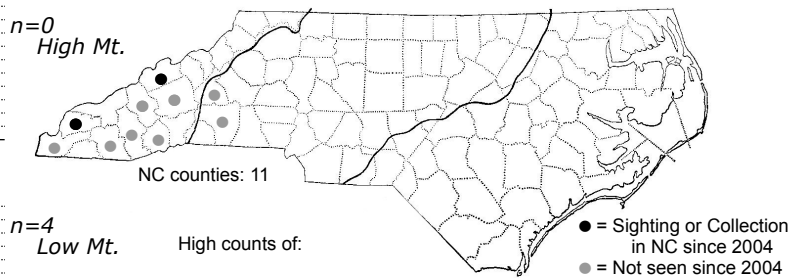 n=0
High Mt.
NC counties: 11
n=4
Low Mt.
High counts of:
● = Sighting or Collection
in NC since 2004
● = Not seen since 2004